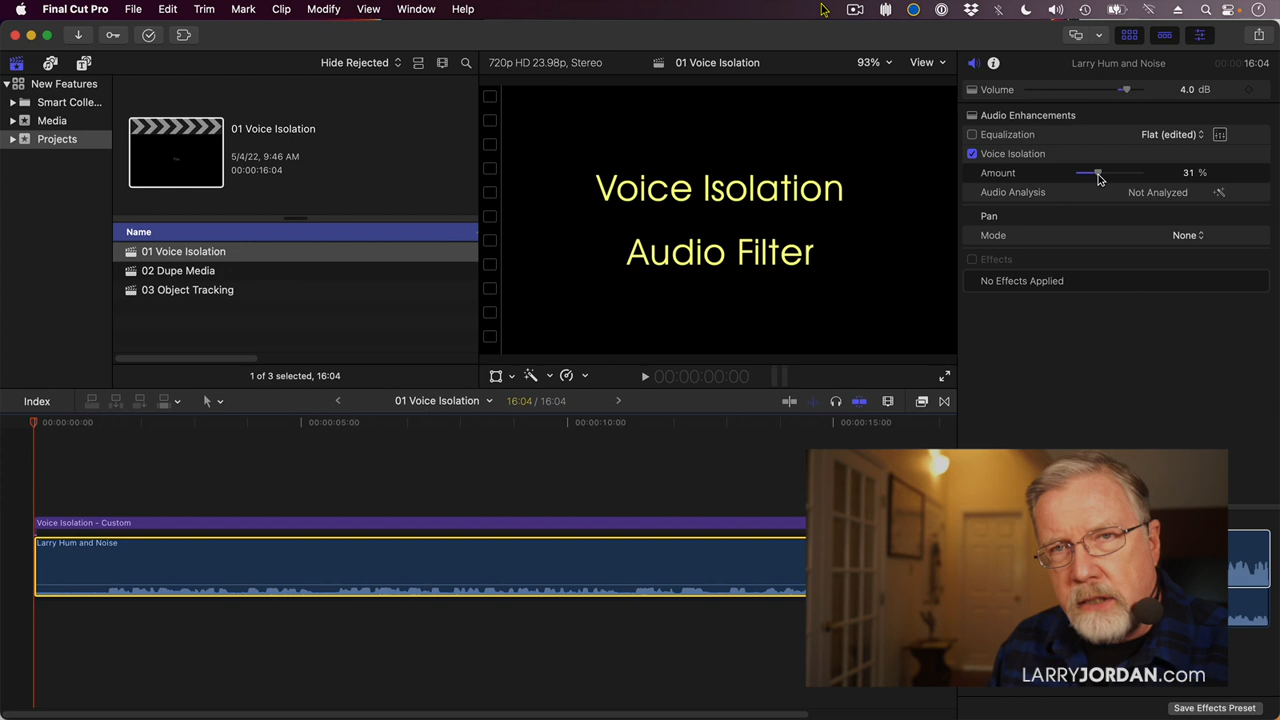 Final Cut Pro File Edit Trim Mark Clip Modify View Window Help
Hide Rejected
720p HD 23.98p, Stereo
01 Voice Isolation
93%
View
Larry Hum and Noise
00:00:16:04
New Features
Smart Colle...
Media
Projects
01 Voice Isolation
5/4/22, 9:46 AM
00:00:16:04
Name
01 Voice Isolation
02 Dupe Media
03 Object Tracking
1 of 3 selected, 16:04
Voice Isolation
Audio Filter
00:00:00:00
Volume
4.0 dB
Audio Enhancements
Equalization
Flat (edited)
Voice Isolation
Amount
31 %
Audio Analysis
Not Analyzed
Pan
Mode
None
Effects
No Effects Applied
Index
01 Voice Isolation
16:04 / 16:04
00:00:00:00
00:00:05:00
00:00:10:00
00:00:15:00
Voice Isolation - Custom
Larry Hum and Noise
LARRYJORDAN.com
Save Effects Preset